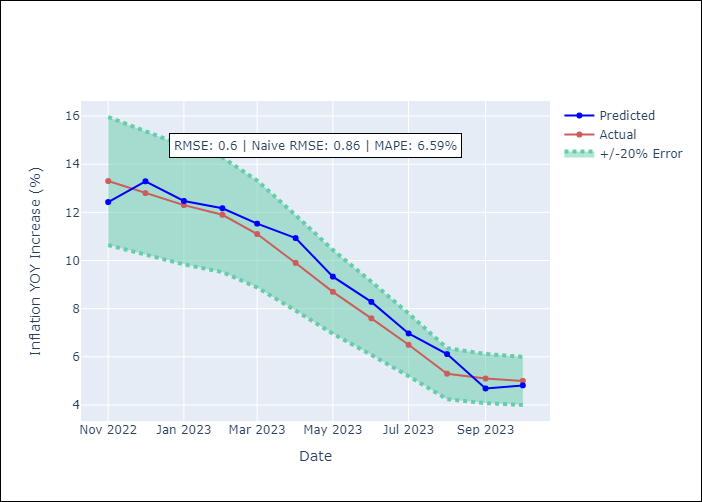 RMSE: 0.6 | Naive RMSE: 0.86 | MAPE: 6.59%
Predicted
Actual
+/-20% Error
Inflation YOY Increase (%)
16
14
12
10
8
6
4
Nov 2022
Jan 2023
Mar 2023
May 2023
Jul 2023
Sep 2023
Date